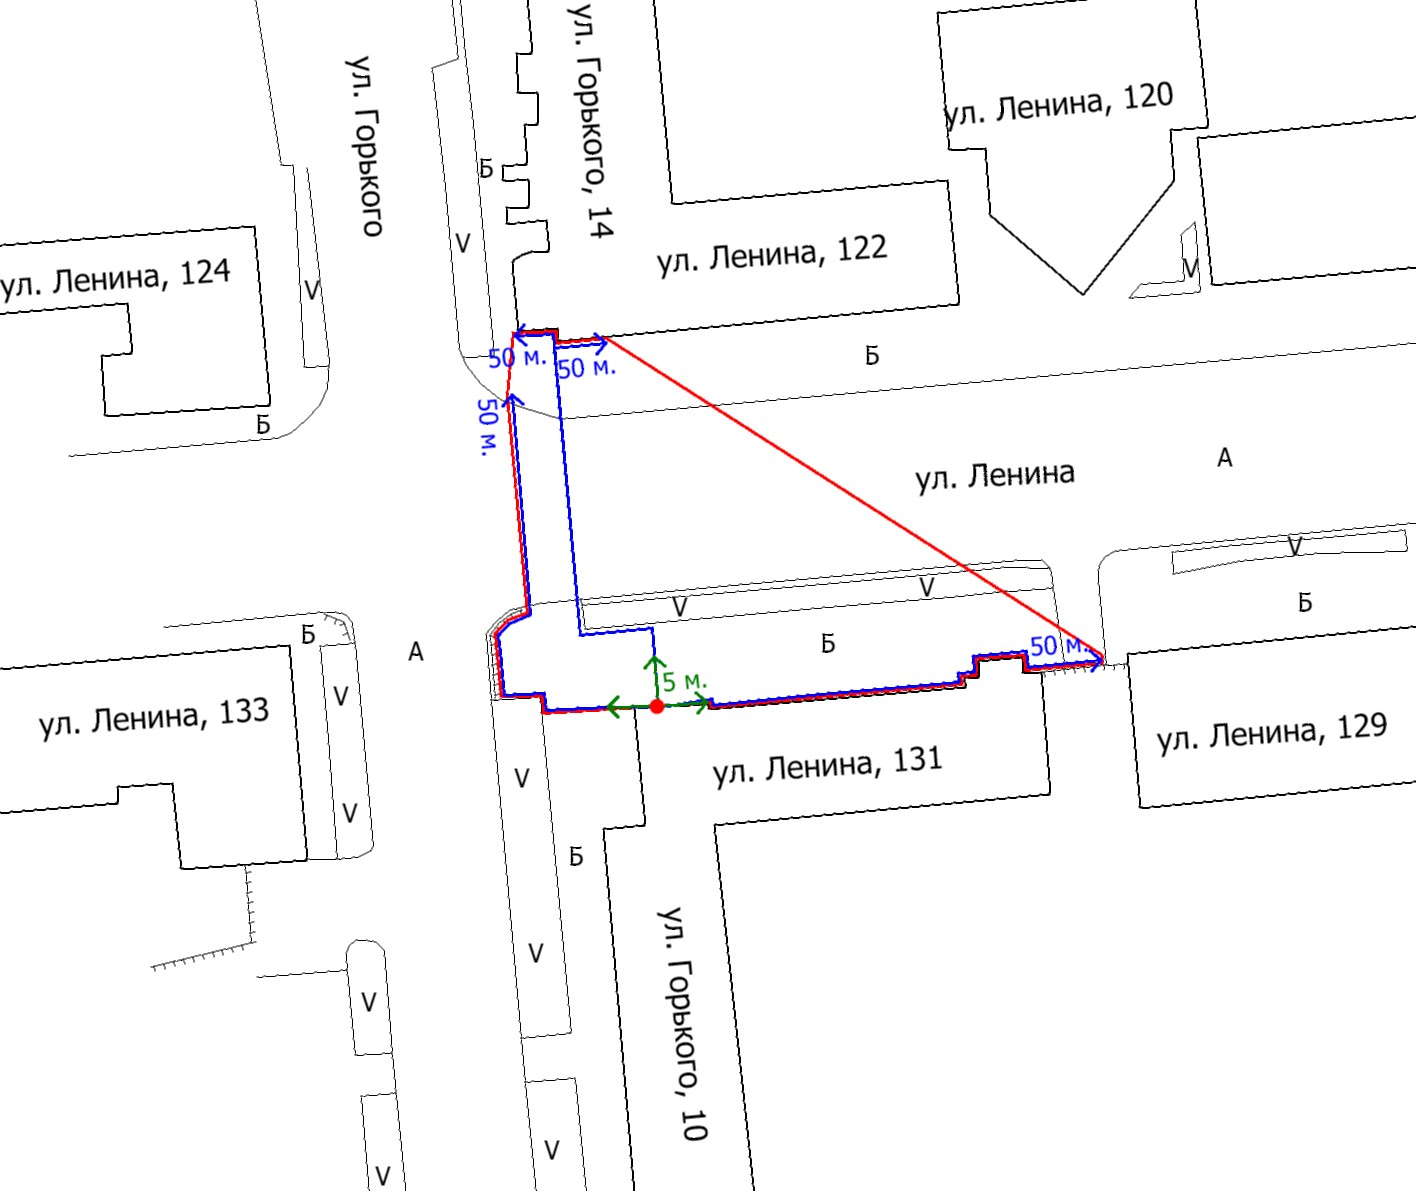 ул. Горького
ул. Горького, 14
ул. Ленина, 120
Б
V
ул. Ленина, 122
ул. Ленина, 124
V
V
50 м.
50 м.
Б
50 м.
Б
ул. Ленина
А
V
V
V
Б
Б
А
Б
50 м.
5 м.
V
ул. Ленина, 133
ул. Ленина, 131
ул. Ленина, 129
V
V
Б
V
ул. Горького, 10
V
V
V